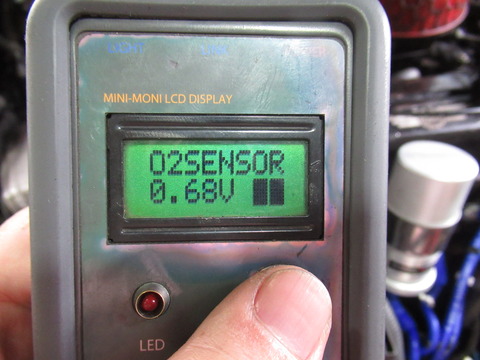 MINI-MONI LCD DISPLAY
O2SENSOR
0.68V
LED